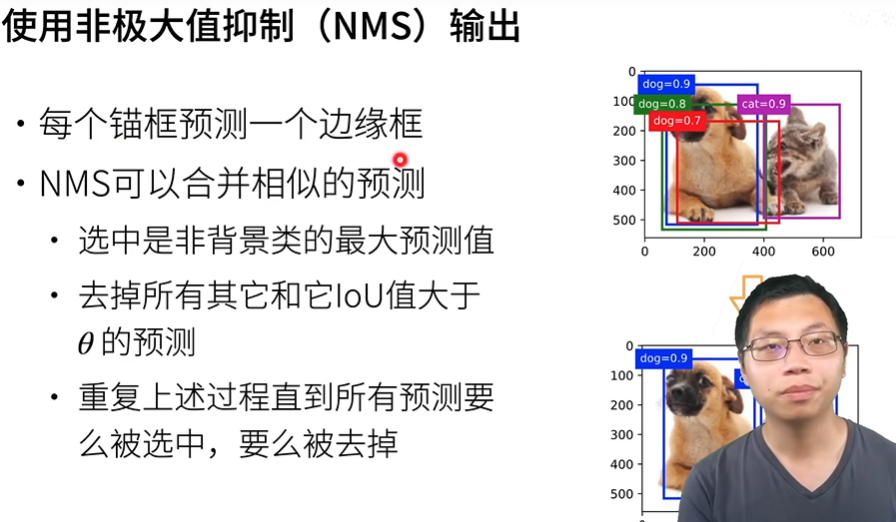 使用非极大值抑制（NMS）输出
• 每个锚框预测一个边缘框
• NMS可以合并相似的预测
• 选中是非背景类的最大预测值
• 去掉所有其它和它IoU值大于
θ 的预测
• 重复上述过程直到所有预测要
么被选中，要么被去掉
0
dog=0.9
100
dog=0.8
cat=0.9
dog=0.7
200
300
400
500
0
200
400
600
0
dog=0.9
100
200
300
400
500